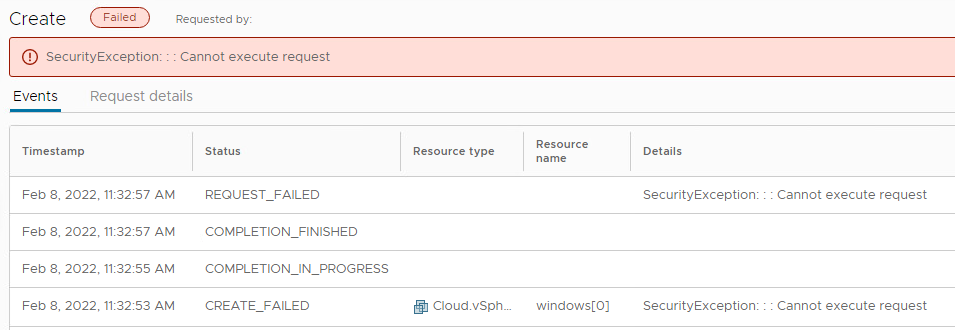 Create Failed Requested by:
SecurityException: : : Cannot execute request
Events Request details
Timestamp Status Resource type Resource name Details
Feb 8, 2022, 11:32:57 AM REQUEST_FAILED SecurityException: : : Cannot execute request
Feb 8, 2022, 11:32:57 AM COMPLETION_FINISHED
Feb 8, 2022, 11:32:55 AM COMPLETION_IN_PROGRESS
Feb 8, 2022, 11:32:53 AM CREATE_FAILED Cloud.vSph... windows[0] SecurityException: : : Cannot execute request